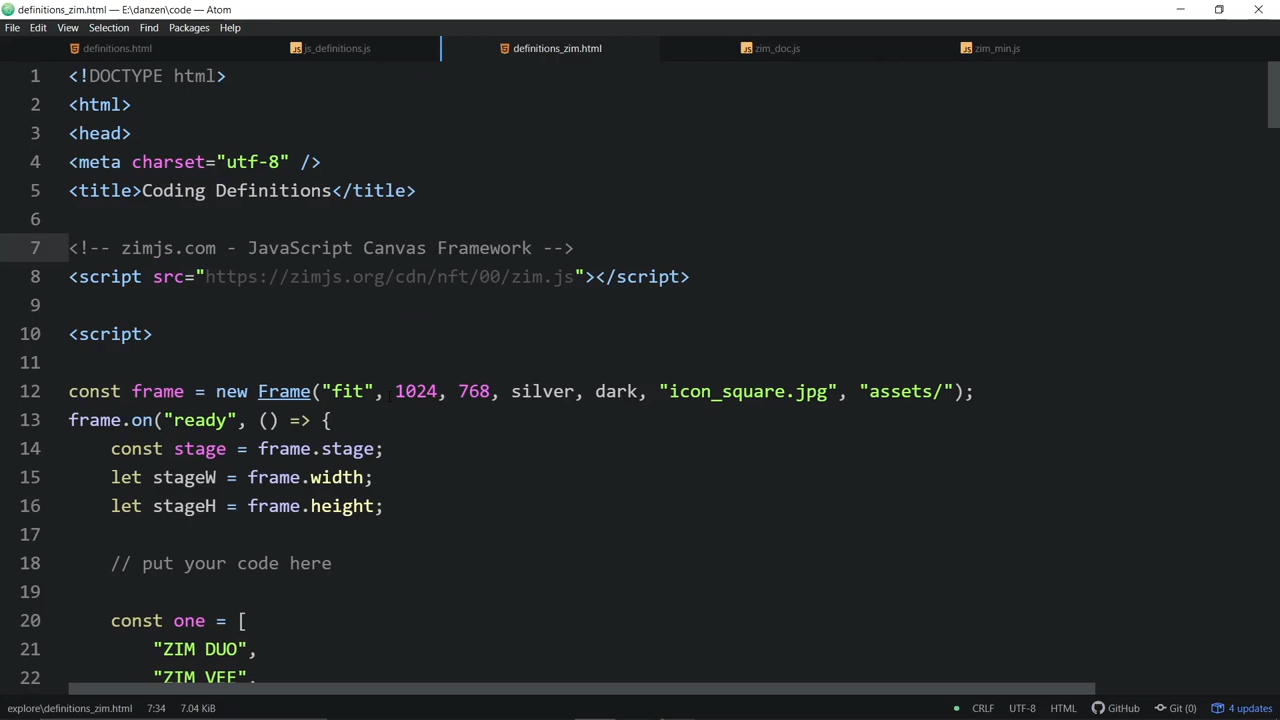 definitions_zim.html — E:\danzen\code — Atom
File Edit View Selection Find Packages Help
definitions.html js_definitions.js definitions_zim.html zim_doc.js zim_min.js
1 <!DOCTYPE html>
2 <html>
3 <head>
4 <meta charset="utf-8" />
5 <title>Coding Definitions</title>
6
7 <!-- zimjs.com - JavaScript Canvas Framework -->
8 <script src="https://zimjs.org/cdn/nft/00/zim.js"></script>
9
10 <script>
11
12 const frame = new Frame("fit", 1024, 768, silver, dark, "icon_square.jpg", "assets/");
13 frame.on("ready", () => {
14 const stage = frame.stage;
15 let stageW = frame.width;
16 let stageH = frame.height;
17
18 // put your code here
19
20 const one = [
21 "ZIM DUO",
22 "ZIM VEE",
explore\definitions_zim.html 7:34 7.04 KiB CRLF UTF-8 HTML GitHub Git (0) 4 updates